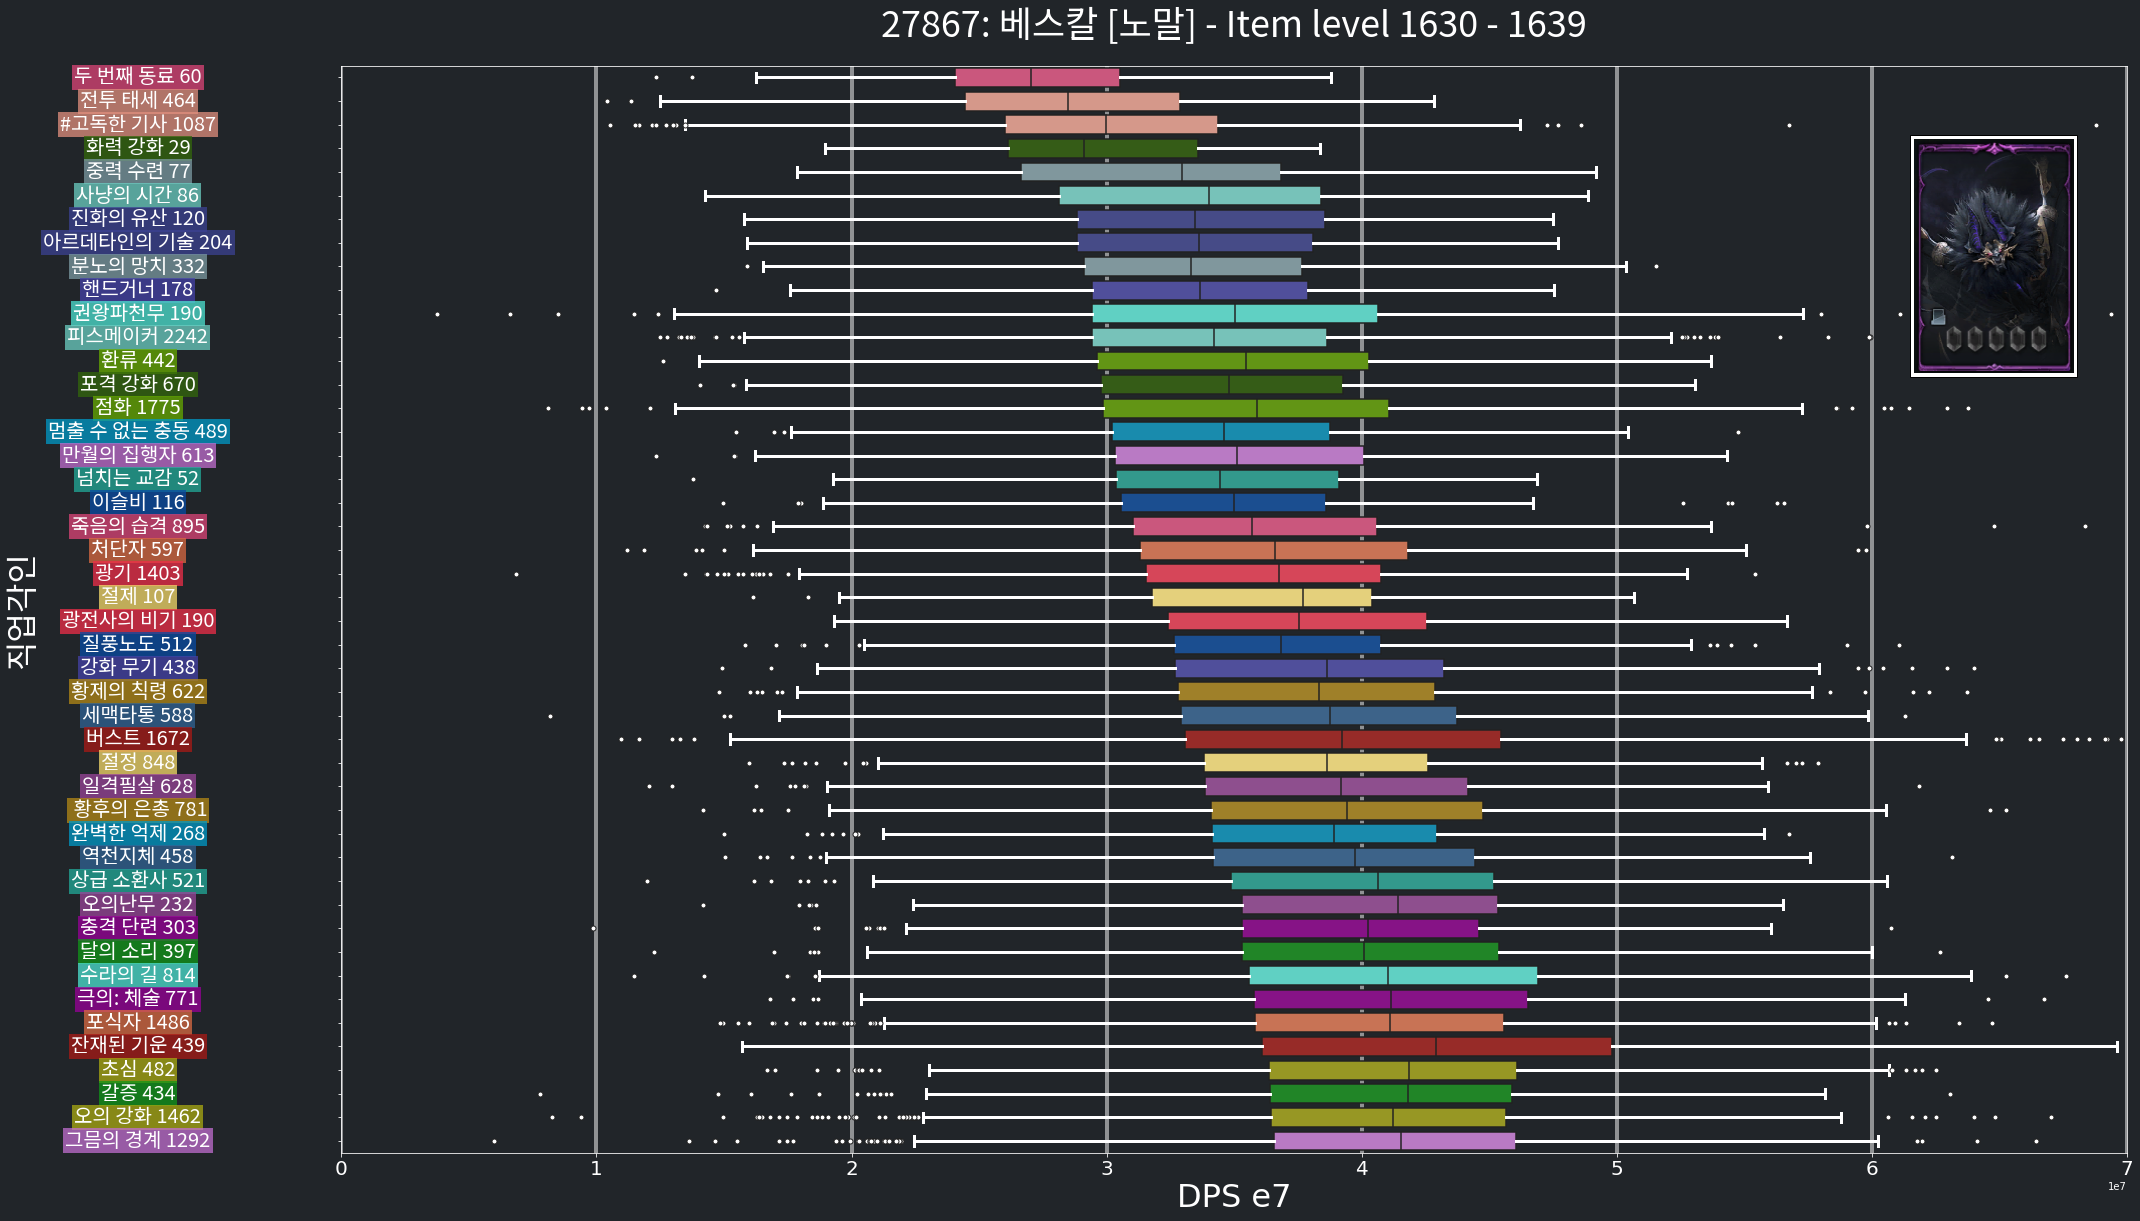 27867: 베스칼 [노말] - Item level 1630 - 1639
직업각인
두 번째 동료 60
전투 태세 464
#고독한 기사 1087
화력 강화 29
중력 수련 77
사냥의 시간 86
진화의 유산 120
아르데타인의 기술 204
분노의 망치 332
핸드거너 178
권왕파천무 190
피스메이커 2242
환류 442
포격 강화 670
점화 1775
멈출 수 없는 충동 489
만월의 집행자 613
넘치는 교감 52
이슬비 116
죽음의 습격 895
처단자 597
광기 1403
절제 107
광전사의 비기 190
질풍노도 512
강화 무기 438
황제의 칙령 622
세맥타통 588
버스트 1672
절정 848
일격필살 628
황후의 은총 781
완벽한 억제 268
역천지체 458
상급 소환사 521
오의난무 232
충격 단련 303
달의 소리 397
수라의 길 814
극의: 체술 771
포식자 1486
잔재된 기운 439
초심 482
갈증 434
오의 강화 1462
그믐의 경계 1292
0 1 2 3 4 5 6 7
DPS e7
1e7